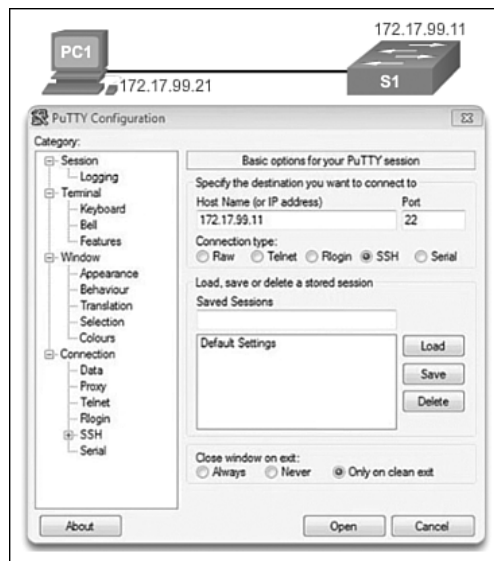 172.17.99.11
PC1
S1
172.17.99.21
PuTTY Configuration
Category:
Session
Logging
Terminal
Keyboard
Bell
Features
Window
Appearance
Behaviour
Translation
Selection
Colours
Connection
Data
Proxy
Telnet
Rlogin
SSH
Serial
Basic options for your PuTTY session
Specify the destination you want to connect to
Host Name (or IP address) Port
172.17.99.11 22
Connection type:
Raw Telnet Rlogin SSH Serial
Load, save or delete a stored session
Saved Sessions
Default Settings
Load
Save
Delete
Close window on exit:
Always Never Only on clean exit
About Open Cancel